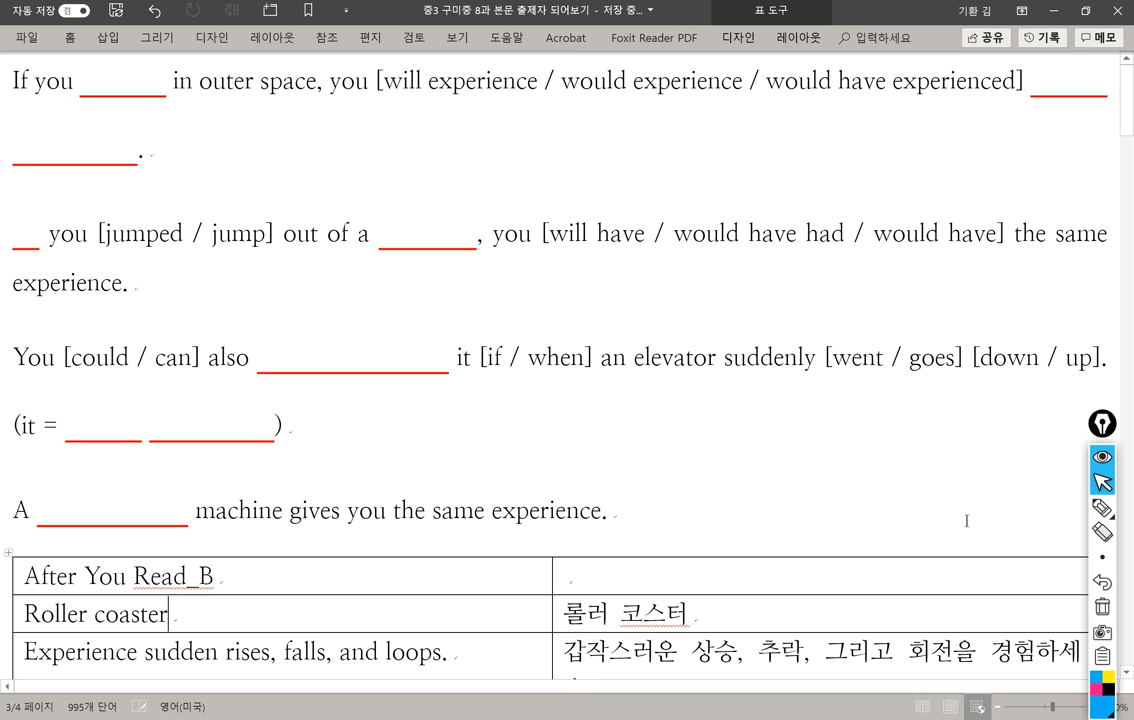 자동 저장 중3 구미중 8과 본문 출제자 되어보기 - 저장 중... 표 도구 기환 김
파일 홈 삽입 그리기 디자인 레이아웃 참조 편지 검토 보기 도움말 Acrobat Foxit Reader PDF 디자인 레이아웃 입력하세요 공유 기록 메모
If you ________ in outer space, you [will experience / would experience / would have experienced] ________
____________.
___ you [jumped / jump] out of a _________, you [will have / would have had / would have] the same
experience.
You [could / can] also __________________ it [if / when] an elevator suddenly [went / goes] [down / up].
(it = _______ ____________)
A ______________ machine gives you the same experience.
After You Read_B
Roller coaster 롤러 코스터
Experience sudden rises, falls, and loops. 갑작스러운 상승, 추락, 그리고 회전을 경험하세
3/4 페이지 995개 단어 영어(미국)